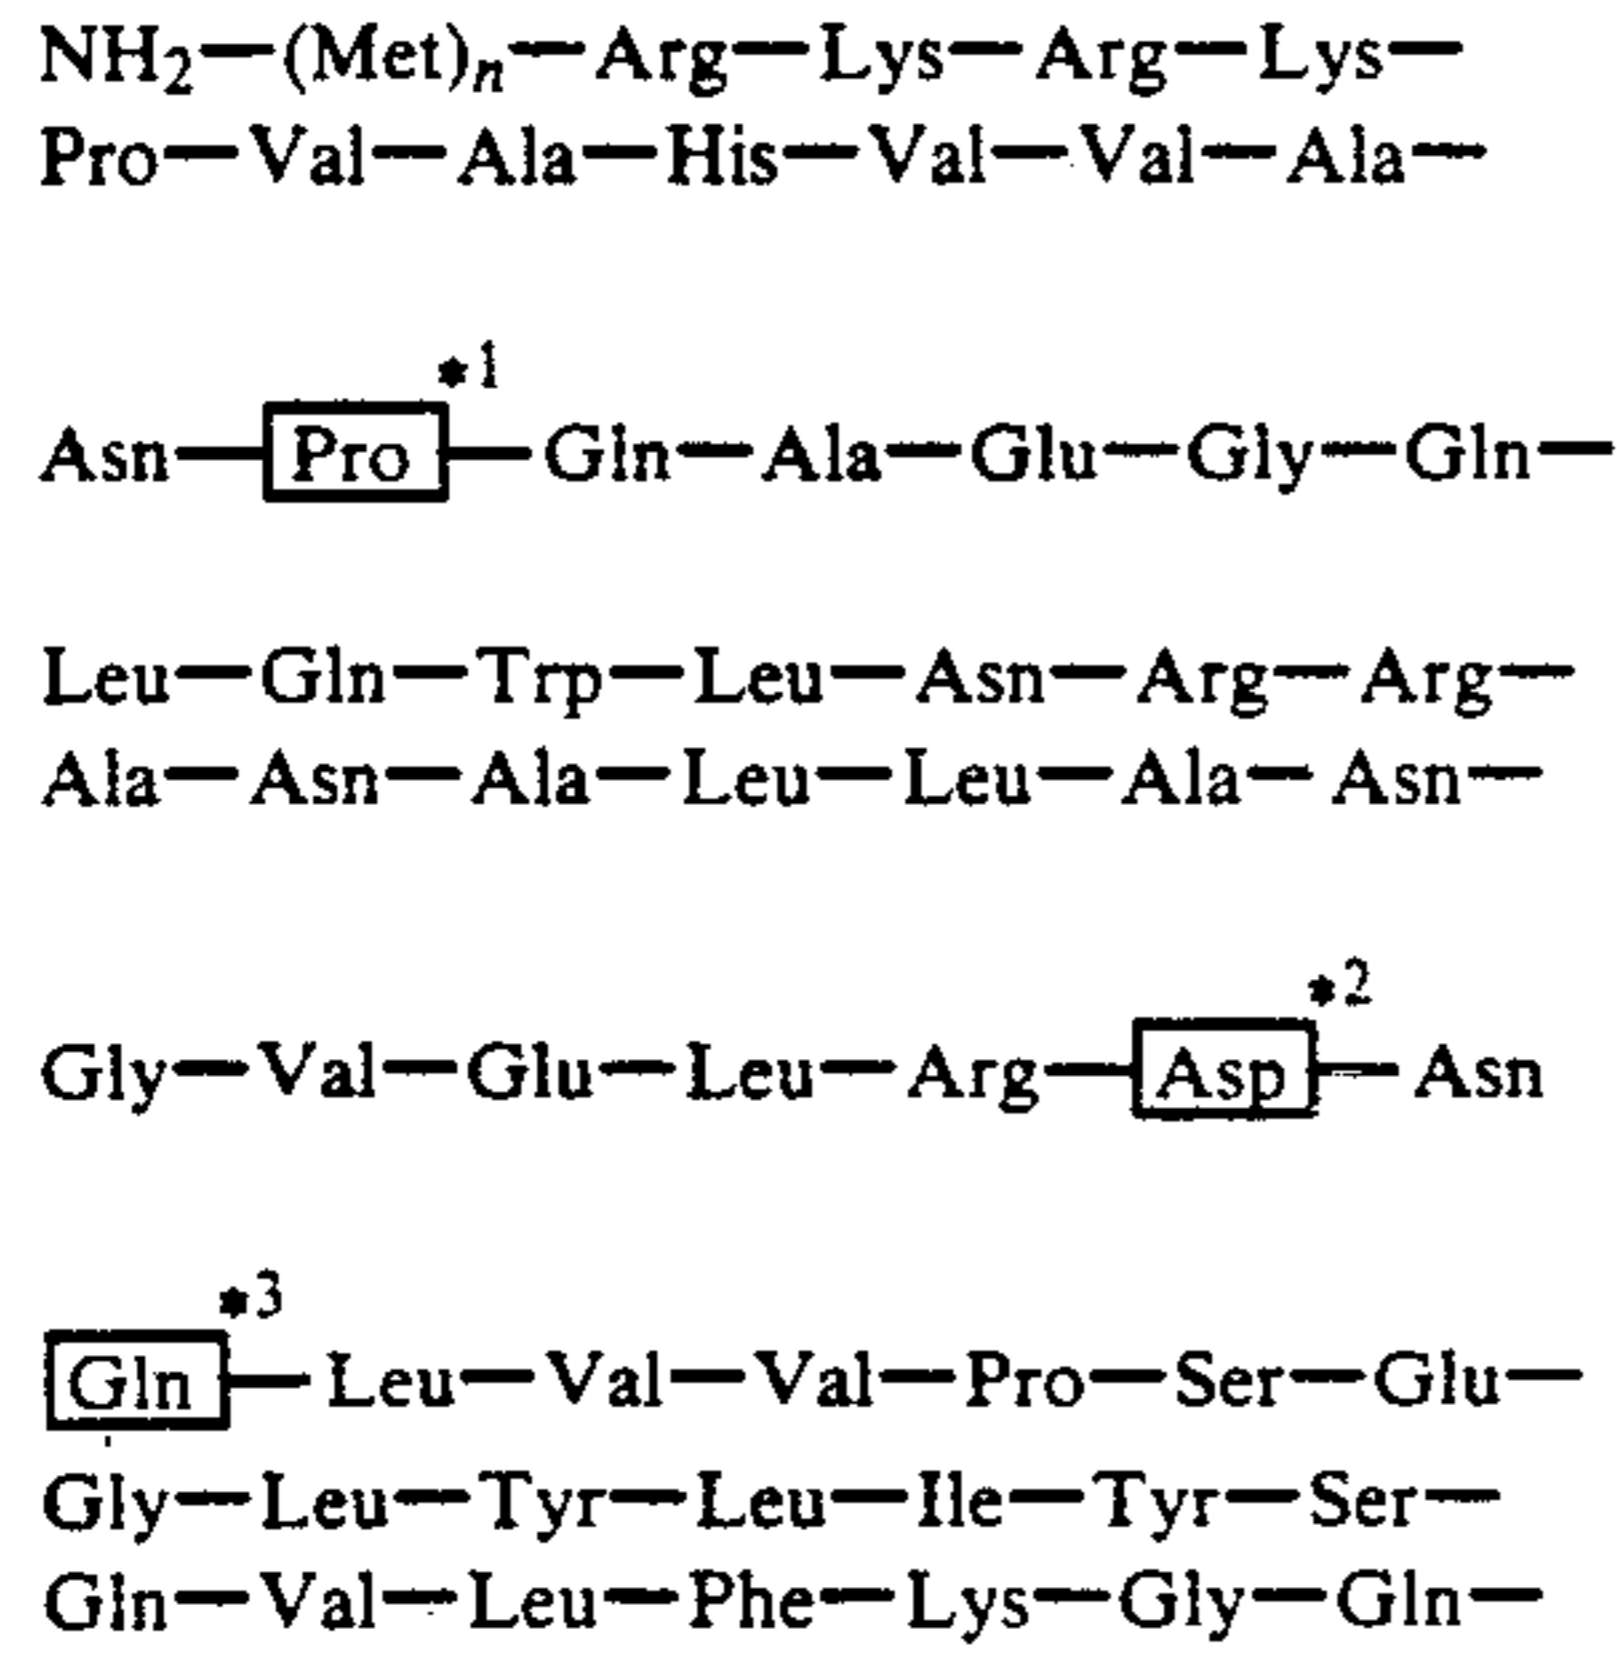 NH2—(Met)n—Arg—Lys—Arg—Lys—
Pro—Val—Ala—His—Val—Val—Ala—
*1
Asn—Pro—Gln—Ala—Glu—Gly—Gln—
Leu—Gln—Trp—Leu—Asn—Arg—Arg—
Ala—Asn—Ala—Leu—Leu—Ala—Asn—
*2
Gly—Val—Glu—Leu—Arg—Asp—Asn
*3
Gln—Leu—Val—Val—Pro—Ser—Glu—
Gly—Leu—Tyr—Leu—Ile—Tyr—Ser—
Gln—Val—Leu—Phe—Lys—Gly—Gln—